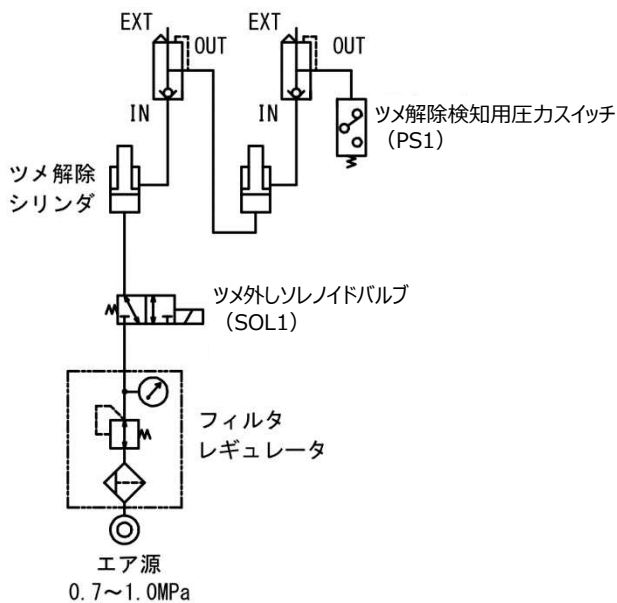 EXT
OUT
IN
EXT
OUT
IN
ツメ解除検知用圧力スイッチ
（PS1）
ツメ解除
シリンダ
ツメ外しソレノイドバルブ
（SOL1）
フィルタ
レギュレータ
エア源
0.7～1.0MPa